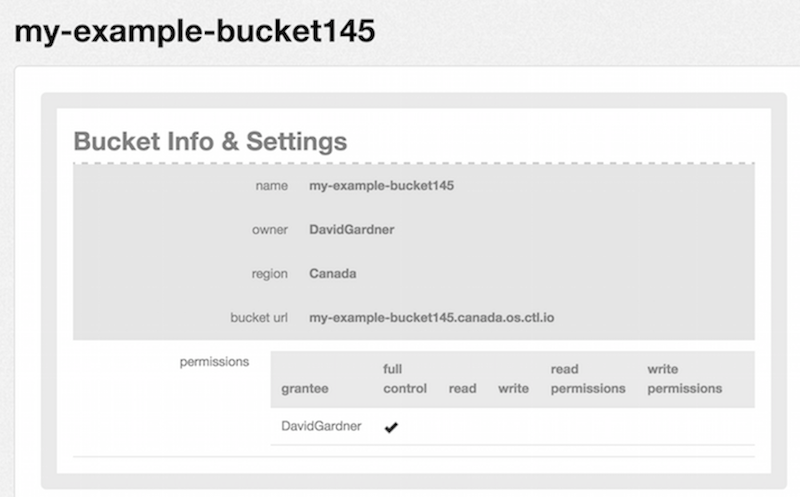 my-example-bucket145
Bucket Info & Settings
name my-example-bucket145
owner DavidGardner
region Canada
bucket url my-example-bucket145.canada.os.ctl.io
permissions
full read write
grantee control read write permissions permissions
DavidGardner ✔